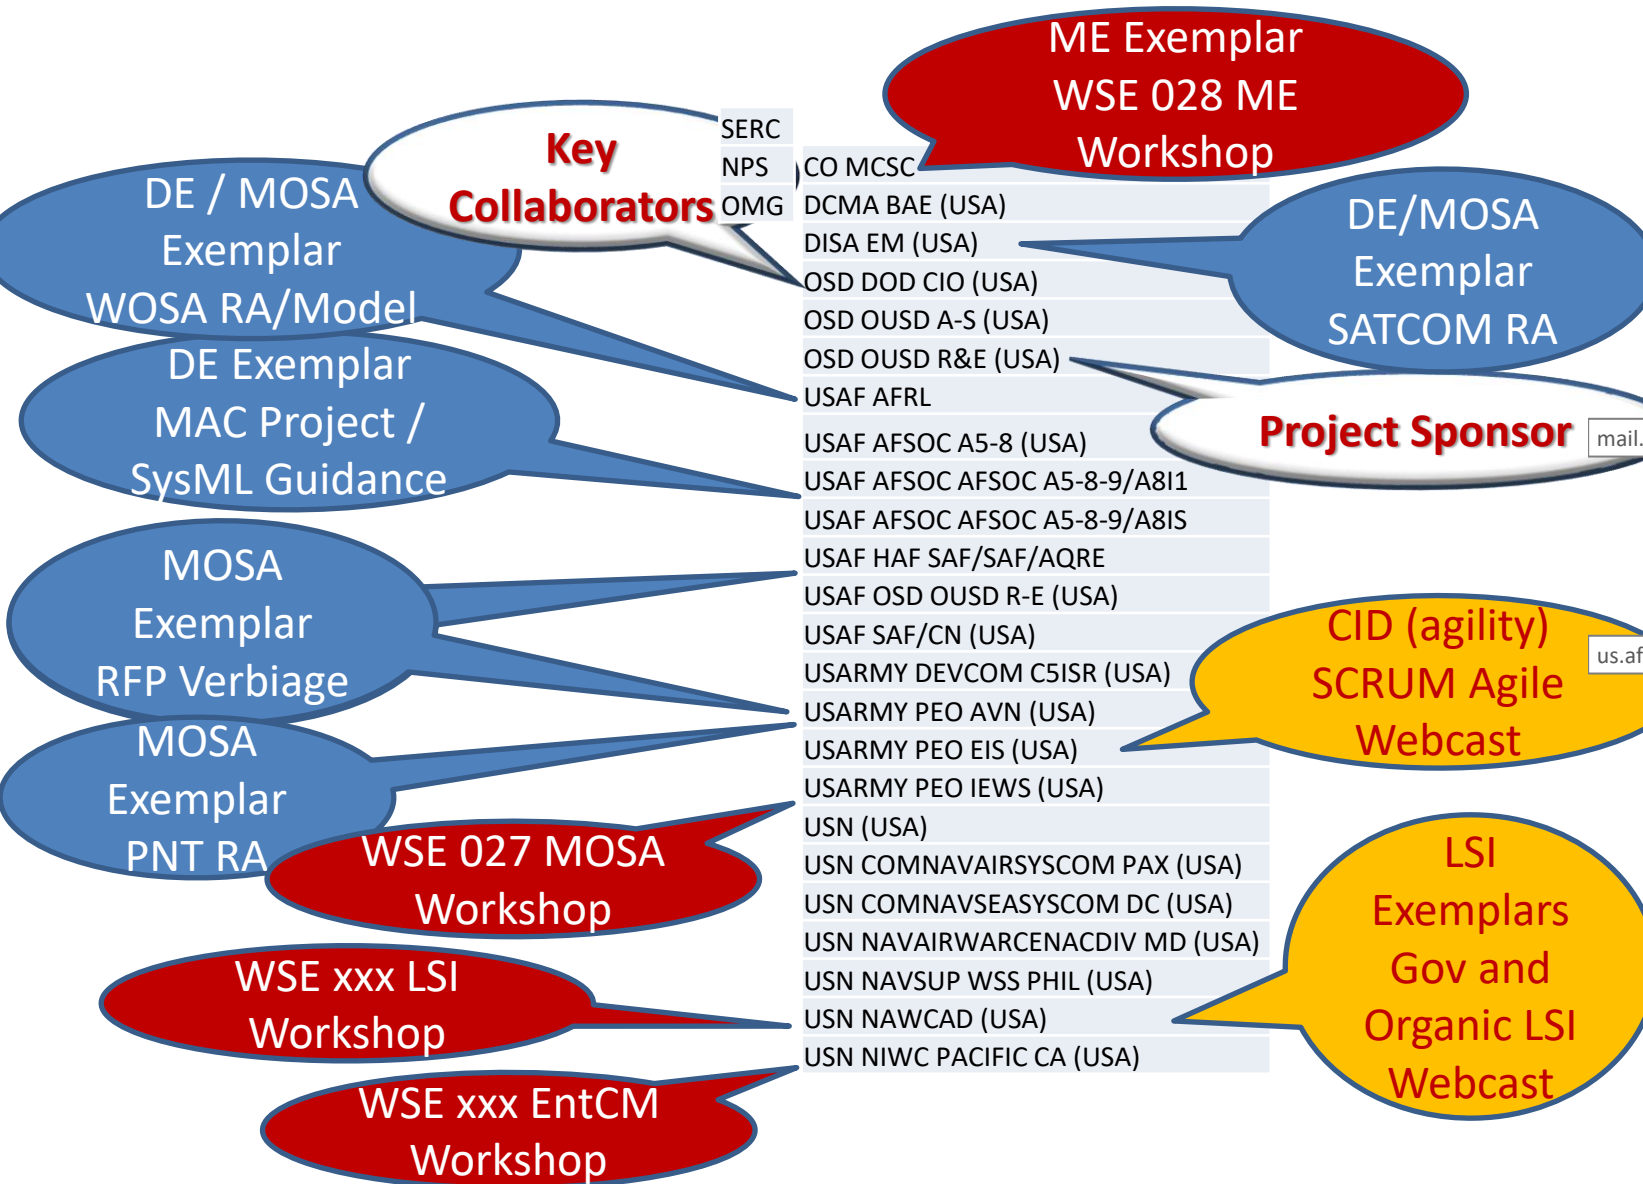 ME Exemplar
WSE 028 ME
Workshop
Key
Collaborators
SERC
NPS
OMG
DE / MOSA
Exemplar
WOSA RA/Model
DE Exemplar
MAC Project /
SysML Guidance
MOSA
Exemplar
RFP Verbiage
MOSA
Exemplar
PNT RA
WSE 027 MOSA
Workshop
WSE xxx LSI
Workshop
WSE xxx EntCM
Workshop
CO MCSC
DCMA BAE (USA)
DISA EM (USA)
OSD DOD CIO (USA)
OSD OUSD A-S (USA)
OSD OUSD R&E (USA)
USAF AFRL
USAF AFSOC A5-8 (USA)
USAF AFSOC AFSOC A5-8-9/A8I1
USAF AFSOC AFSOC A5-8-9/A8IS
USAF HAF SAF/SAF/AQRE
USAF OSD OUSD R-E (USA)
USAF SAF/CN (USA)
USARMY DEVCOM C5ISR (USA)
USARMY PEO AVN (USA)
USARMY PEO EIS (USA)
USARMY PEO IEWS (USA)
USN (USA)
USN COMNAVAIRSYSCOM PAX (USA)
USN COMNAVSEASYSCOM DC (USA)
USN NAVAIRWARCENACDIV MD (USA)
USN NAVSUP WSS PHIL (USA)
USN NAWCAD (USA)
USN NIWC PACIFIC CA (USA)
DE/MOSA
Exemplar
SATCOM RA
Project Sponsor
mail.
CID (agility)
SCRUM Agile
Webcast
us.af
LSI
Exemplars
Gov and
Organic LSI
Webcast